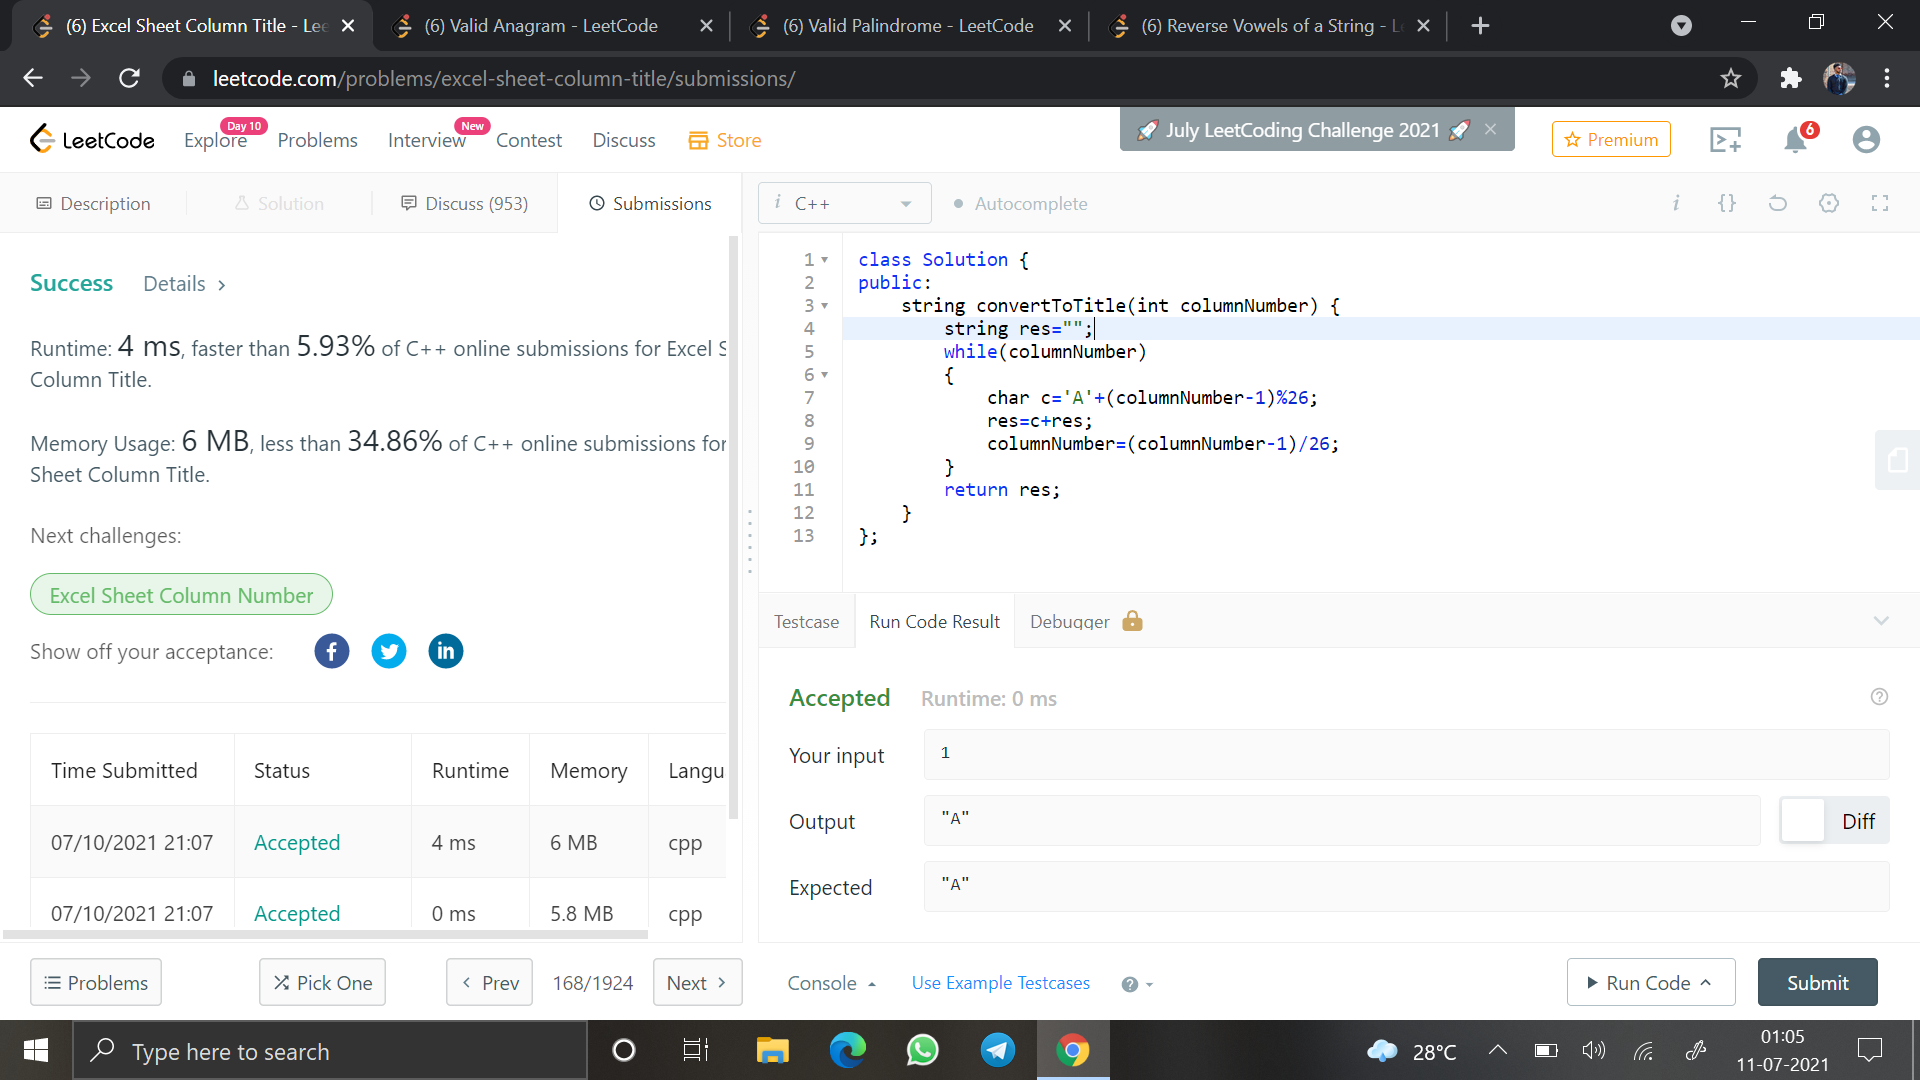 (6) Excel Sheet Column Title - Lee
(6) Valid Anagram - LeetCode
(6) Valid Palindrome - LeetCode
(6) Reverse Vowels of a String - Le
leetcode.com/problems/excel-sheet-column-title/submissions/
LeetCode
Explore
Day 10
Problems
Interview
New
Contest
Discuss
Store
🚀 July LeetCoding Challenge 2021 🚀
Premium
6
Description
Solution
Discuss (953)
Submissions
i C++
Autocomplete
Success
Details
Runtime: 4 ms, faster than 5.93% of C++ online submissions for Excel S
Column Title.
Memory Usage: 6 MB, less than 34.86% of C++ online submissions for
Sheet Column Title.
Next challenges:
Excel Sheet Column Number
Show off your acceptance:
Time Submitted Status Runtime Memory Langu
07/10/2021 21:07 Accepted 4 ms 6 MB cpp
07/10/2021 21:07 Accepted 0 ms 5.8 MB cpp
1 class Solution {
2 public:
3     string convertToTitle(int columnNumber) {
4         string res="";
5         while(columnNumber)
6         {
7             char c='A'+(columnNumber-1)%26;
8             res=c+res;
9             columnNumber=(columnNumber-1)/26;
10         }
11         return res;
12     }
13 };
Testcase
Run Code Result
Debugger
Accepted
Runtime: 0 ms
Your input
1
Output
"A"
Diff
Expected
"A"
Problems
Pick One
Prev
168/1924
Next
Console
Use Example Testcases
Run Code
Submit
Type here to search
28°C
01:05
11-07-2021